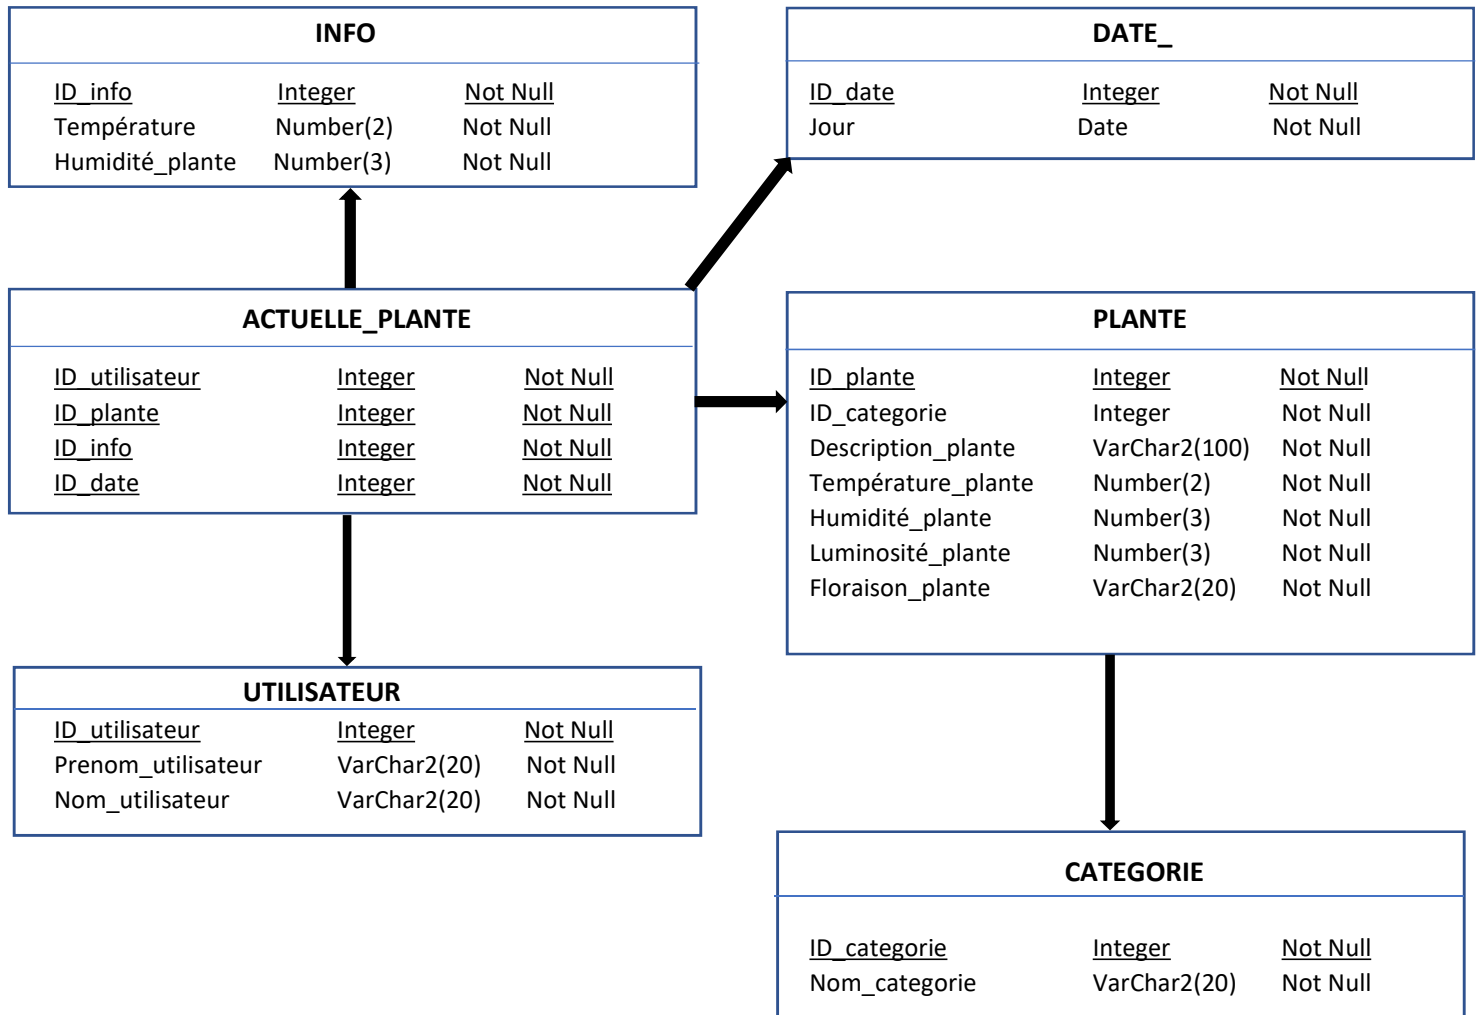 INFO
ID_info Integer Not Null
Température Number(2) Not Null
Humidité_plante Number(3) Not Null
DATE_
ID_date Integer Not Null
Jour Date Not Null
ACTUELLE_PLANTE
ID_utilisateur Integer Not Null
ID_plante Integer Not Null
ID_info Integer Not Null
ID_date Integer Not Null
PLANTE
ID_plante Integer Not Null
ID_categorie Integer Not Null
Description_plante VarChar2(100) Not Null
Température_plante Number(2) Not Null
Humidité_plante Number(3) Not Null
Luminosité_plante Number(3) Not Null
Floraison_plante VarChar2(20) Not Null
UTILISATEUR
ID_utilisateur Integer Not Null
Prenom_utilisateur VarChar2(20) Not Null
Nom_utilisateur VarChar2(20) Not Null
CATEGORIE
ID_categorie Integer Not Null
Nom_categorie VarChar2(20) Not Null